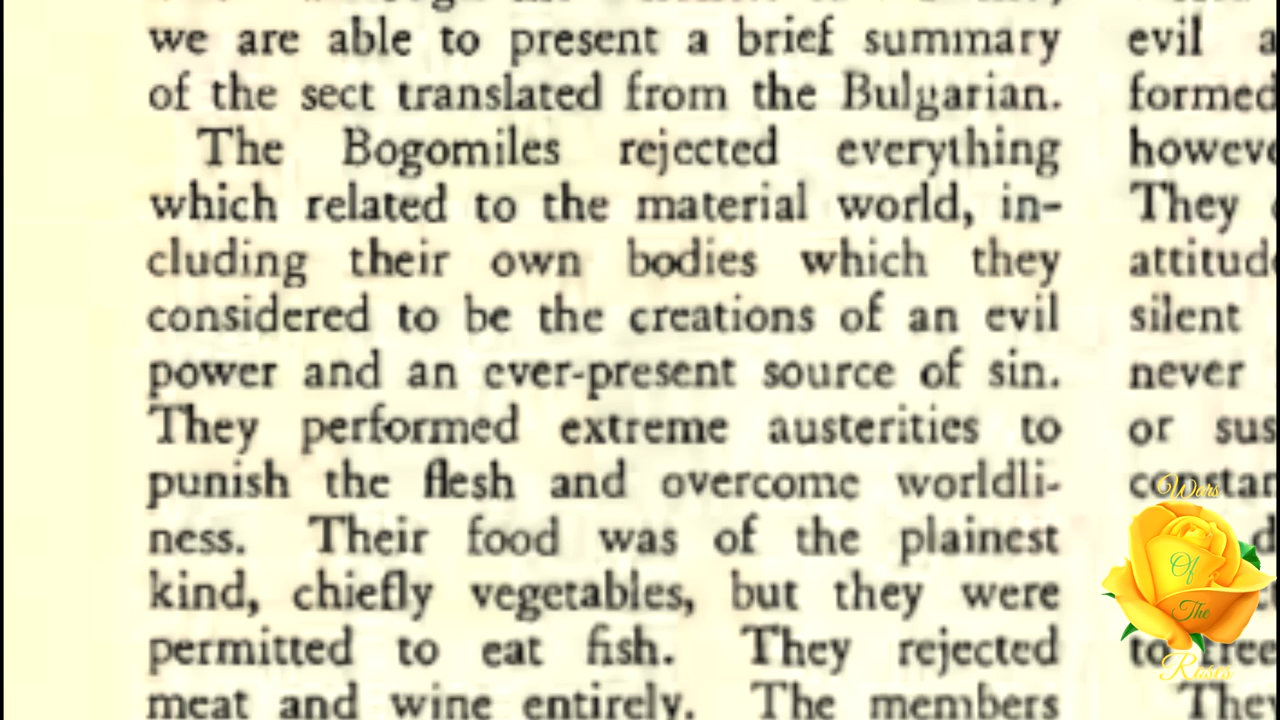 we are able to present a brief summary
of the sect translated from the Bulgarian.
The Bogomiles rejected everything
which related to the material world, in-
cluding their own bodies which they
considered to be the creations of an evil
power and an ever-present source of sin.
They performed extreme austerities to
punish the flesh and overcome worldli-
ness. Their food was of the plainest
kind, chiefly vegetables, but they were
permitted to eat fish. They rejected
meat and wine entirely. The members
evil a
formed
howeve
They
attitude
silent
never
or sus
constan
to free
They
Wars
Of
The
Roses